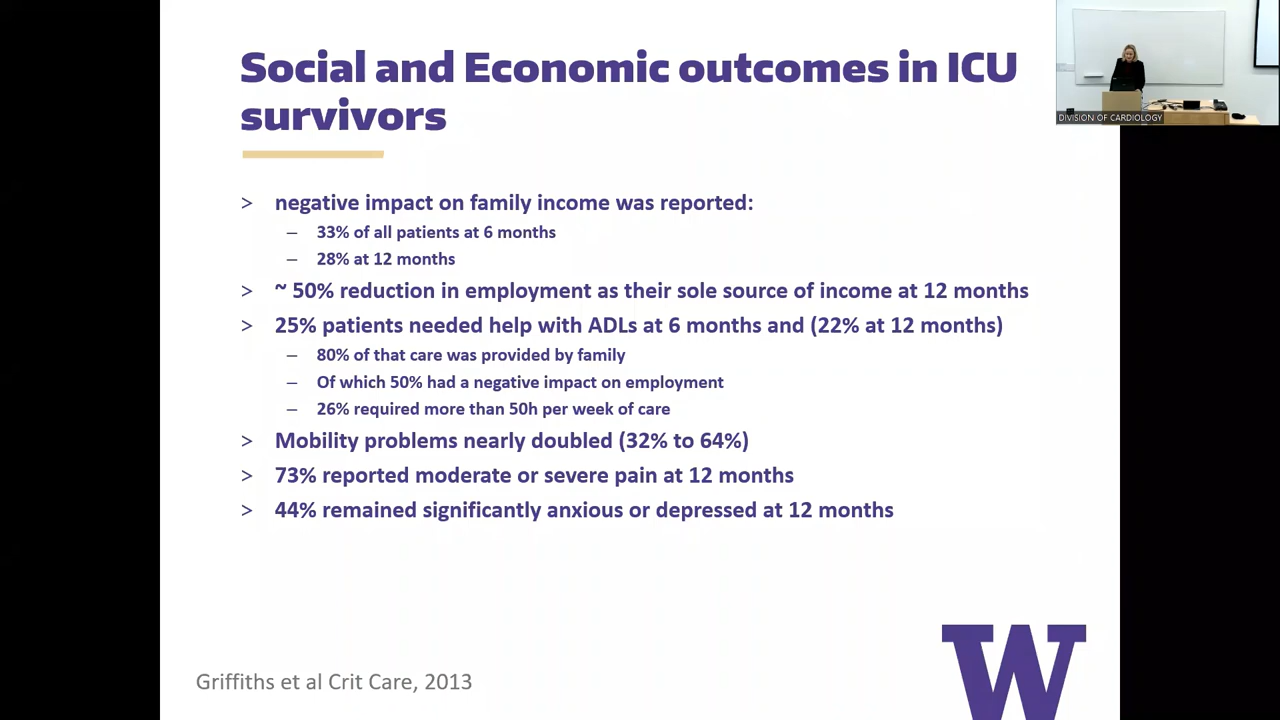 Social and Economic outcomes in ICU
survivors
> negative impact on family income was reported:
– 33% of all patients at 6 months
– 28% at 12 months
> ~ 50% reduction in employment as their sole source of income at 12 months
> 25% patients needed help with ADLs at 6 months and (22% at 12 months)
– 80% of that care was provided by family
– Of which 50% had a negative impact on employment
– 26% required more than 50h per week of care
> Mobility problems nearly doubled (32% to 64%)
> 73% reported moderate or severe pain at 12 months
> 44% remained significantly anxious or depressed at 12 months
Griffiths et al Crit Care, 2013
W
DIVISION OF CARDIOLOGY